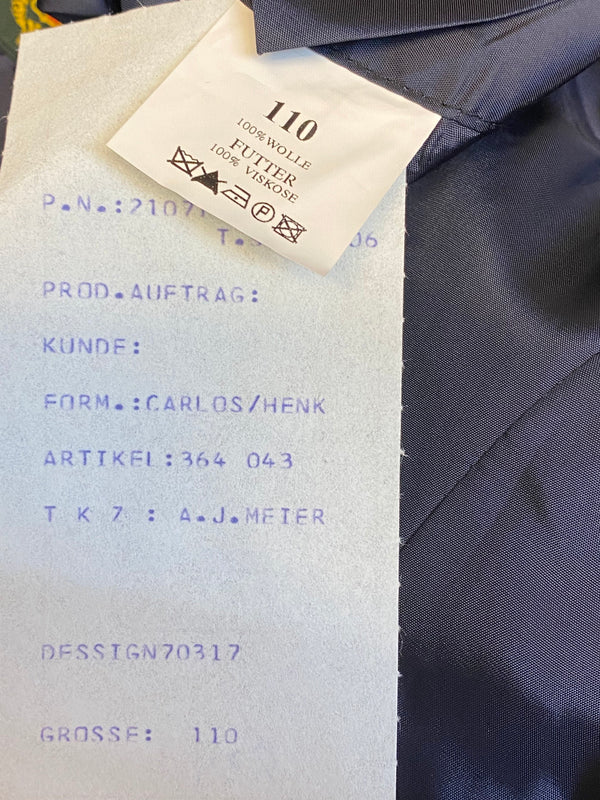 110
100% WOLLE
FUTTER
100% VISKOSE
P
P.N.:21071
T. 06
PROD.AUFTRAG:
KUNDE:
FORM.:CARLOS/HENK
ARTIKEL:364 043
T K Z : A.J.MEIER
DESSIGN70317
GROSSE: 110